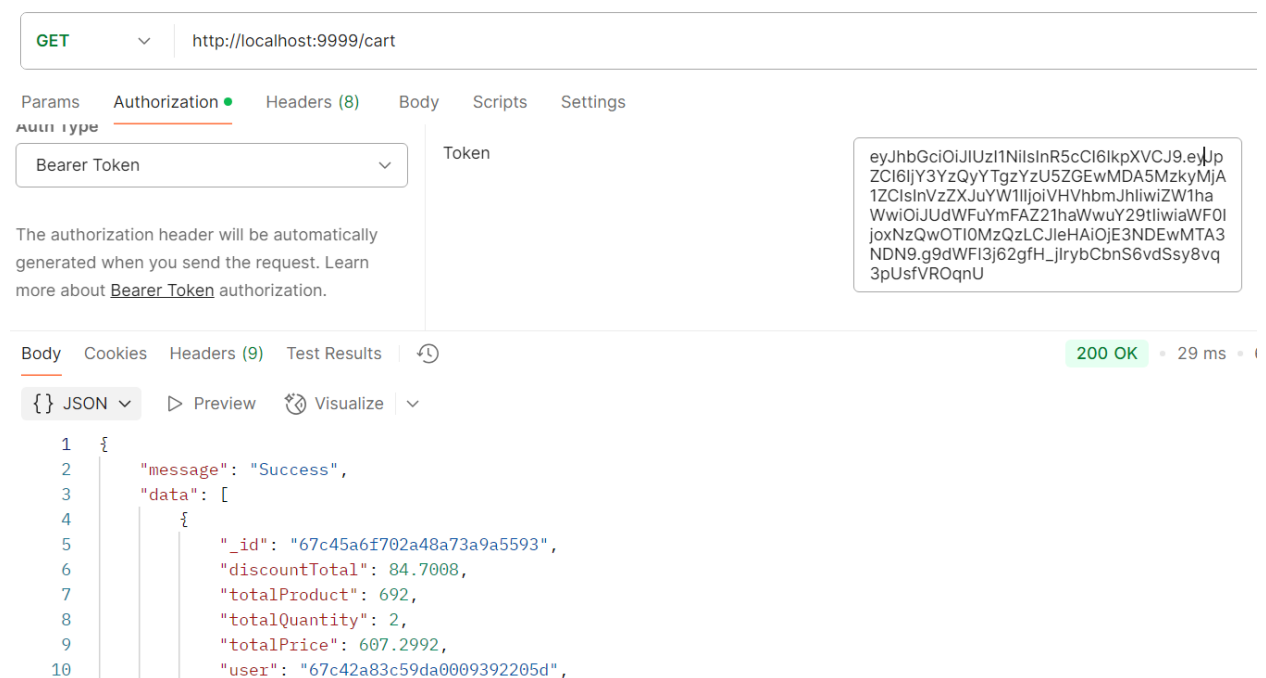 GET http://localhost:9999/cart
Params Authorization Headers (8) Body Scripts Settings
Auth Type
Bearer Token
The authorization header will be automatically
generated when you send the request. Learn
more about Bearer Token authorization.
Token
eyJhbGciOiJIUzI1NiIsInR5cCI6IkpXVCJ9.eyJp
ZCI6IjY3YzQyYTgzYzU5ZGEwMDA5MzkyMjA
1ZCIsInVzZXJuYW1lIjoiVHVhbmJhIiwiZW1ha
WwiOiJUdWFuYmFAZ21haWwuY29tIiwiaWF0I
joxNzQwOTI0MzQzLCJleHAiOjE3NDEwMTA3
NDN9.g9dWFI3j62gfH_jIrybCbnS6vdSsy8vq
3pUsfVROqnU
Body Cookies Headers (9) Test Results 200 OK 29 ms
{} JSON Preview Visualize
1 {
2 "message": "Success",
3 "data": [
4 {
5 "_id": "67c45a6f702a48a73a9a5593",
6 "discountTotal": 84.7008,
7 "totalProduct": 692,
8 "totalQuantity": 2,
9 "totalPrice": 607.2992,
10 "user": "67c42a83c59da0009392205d",